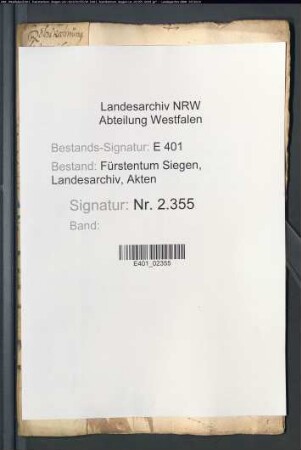 Landesarchiv NRW
Abteilung Westfalen
Bestands-Signatur: E 401
Bestand: Fürstentum Siegen,
Landesarchiv, Akten
Signatur: Nr. 2.355
Band:
E401_02355